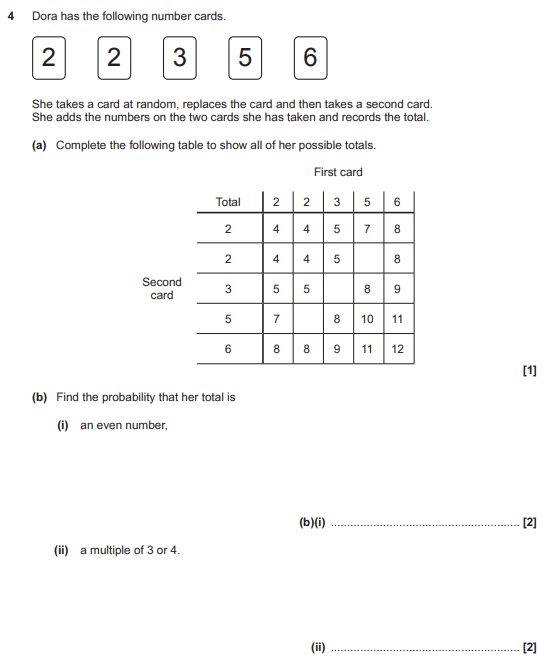 4 Dora has the following number cards.
2 2 3 5 6
She takes a card at random, replaces the card and then takes a second card.
She adds the numbers on the two cards she has taken and records the total.
(a) Complete the following table to show all of her possible totals.
First card
Total 2 2 3 5 6
2 4 4 5 7 8
2 4 4 5 8
Second card
3 5 5 8 9
5 7 8 10 11
6 8 8 9 11 12
[1]
(b) Find the probability that her total is
(i) an even number,
(b)(i) .......................................................... [2]
(ii) a multiple of 3 or 4.
(ii) .......................................................... [2]